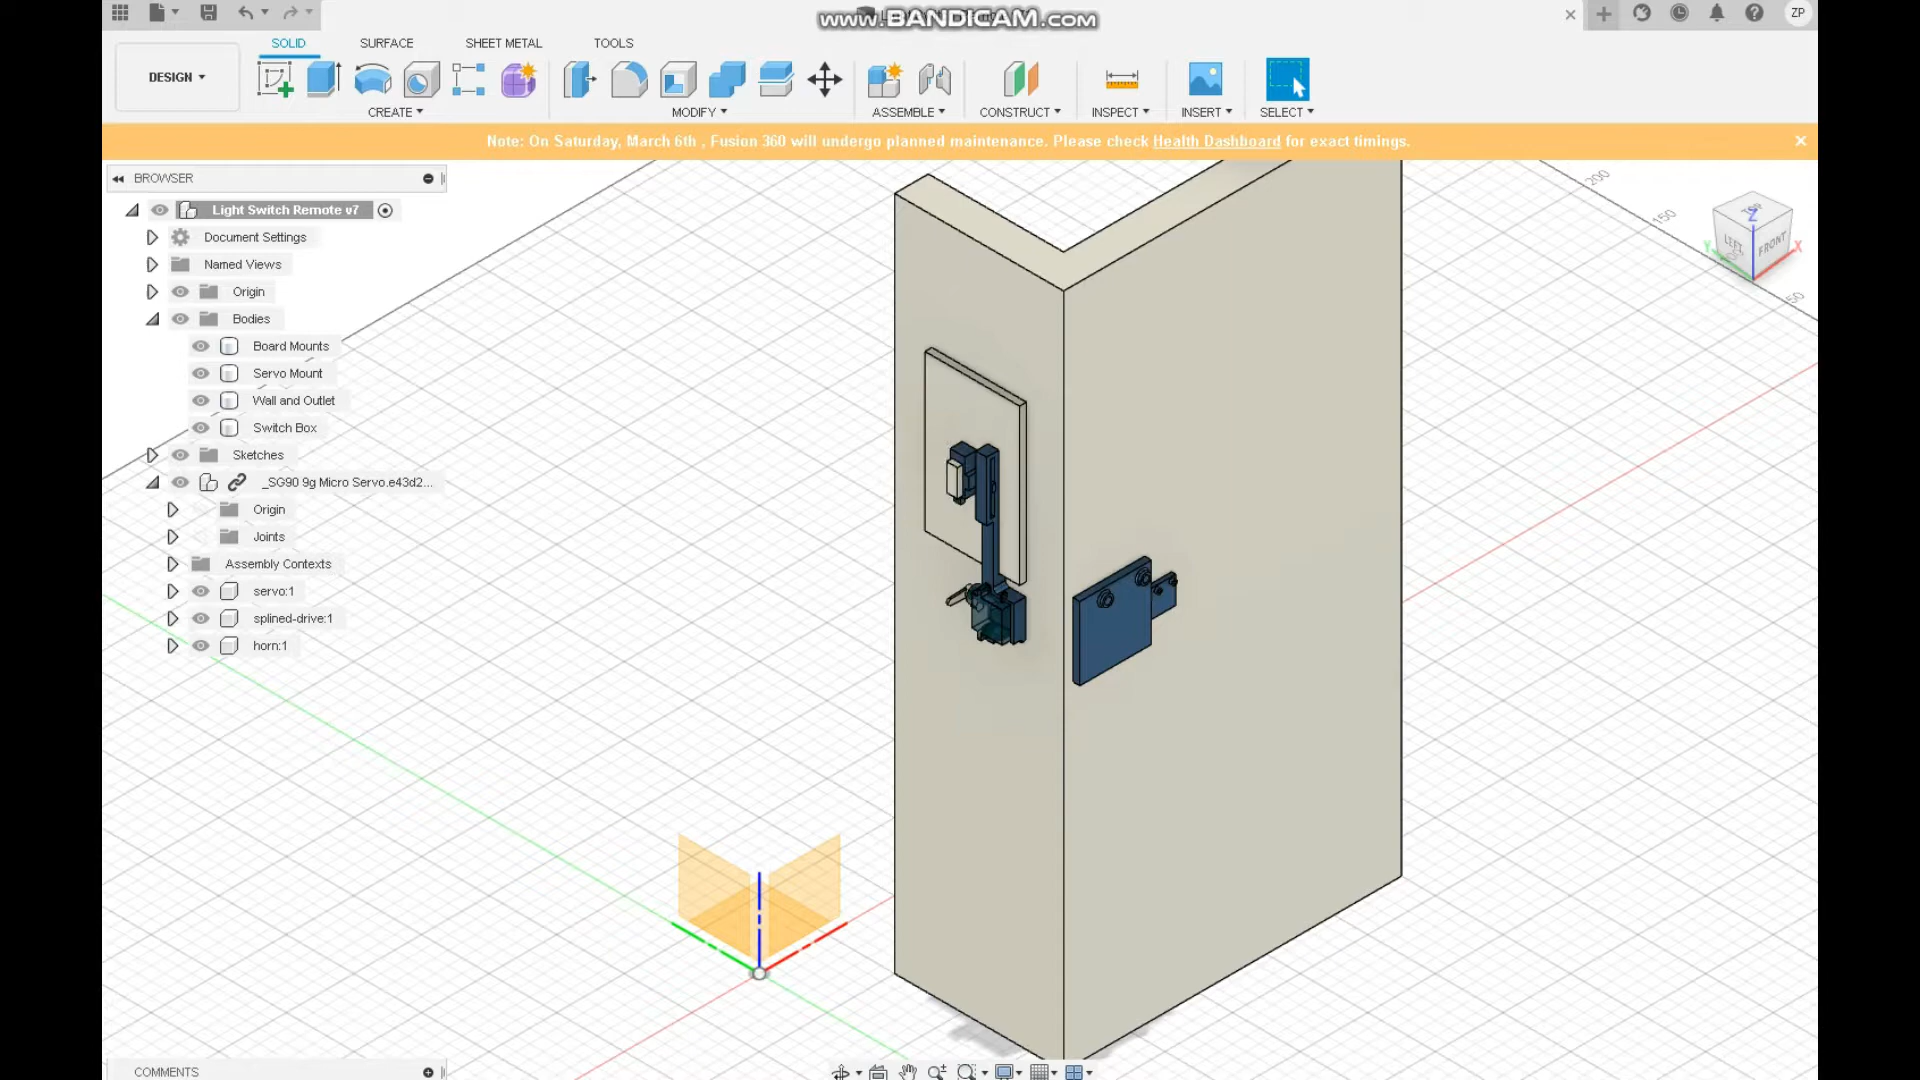 www.BANDICAM.com
ZP
SOLID
SURFACE
SHEET METAL
TOOLS
DESIGN
CREATE
MODIFY
ASSEMBLE
CONSTRUCT
INSPECT
INSERT
SELECT
Note: On Saturday, March 6th , Fusion 360 will undergo planned maintenance. Please check Health Dashboard for exact timings.
BROWSER
Light Switch Remote v7
Document Settings
Named Views
Origin
Bodies
Board Mounts
Servo Mount
Wall and Outlet
Switch Box
Sketches
_SG90 9g Micro Servo.e43d2...
Origin
Joints
Assembly Contexts
servo:1
splined-drive:1
horn:1
200
150
50
TOP
LEFT
FRONT
Z
Y
X
COMMENTS